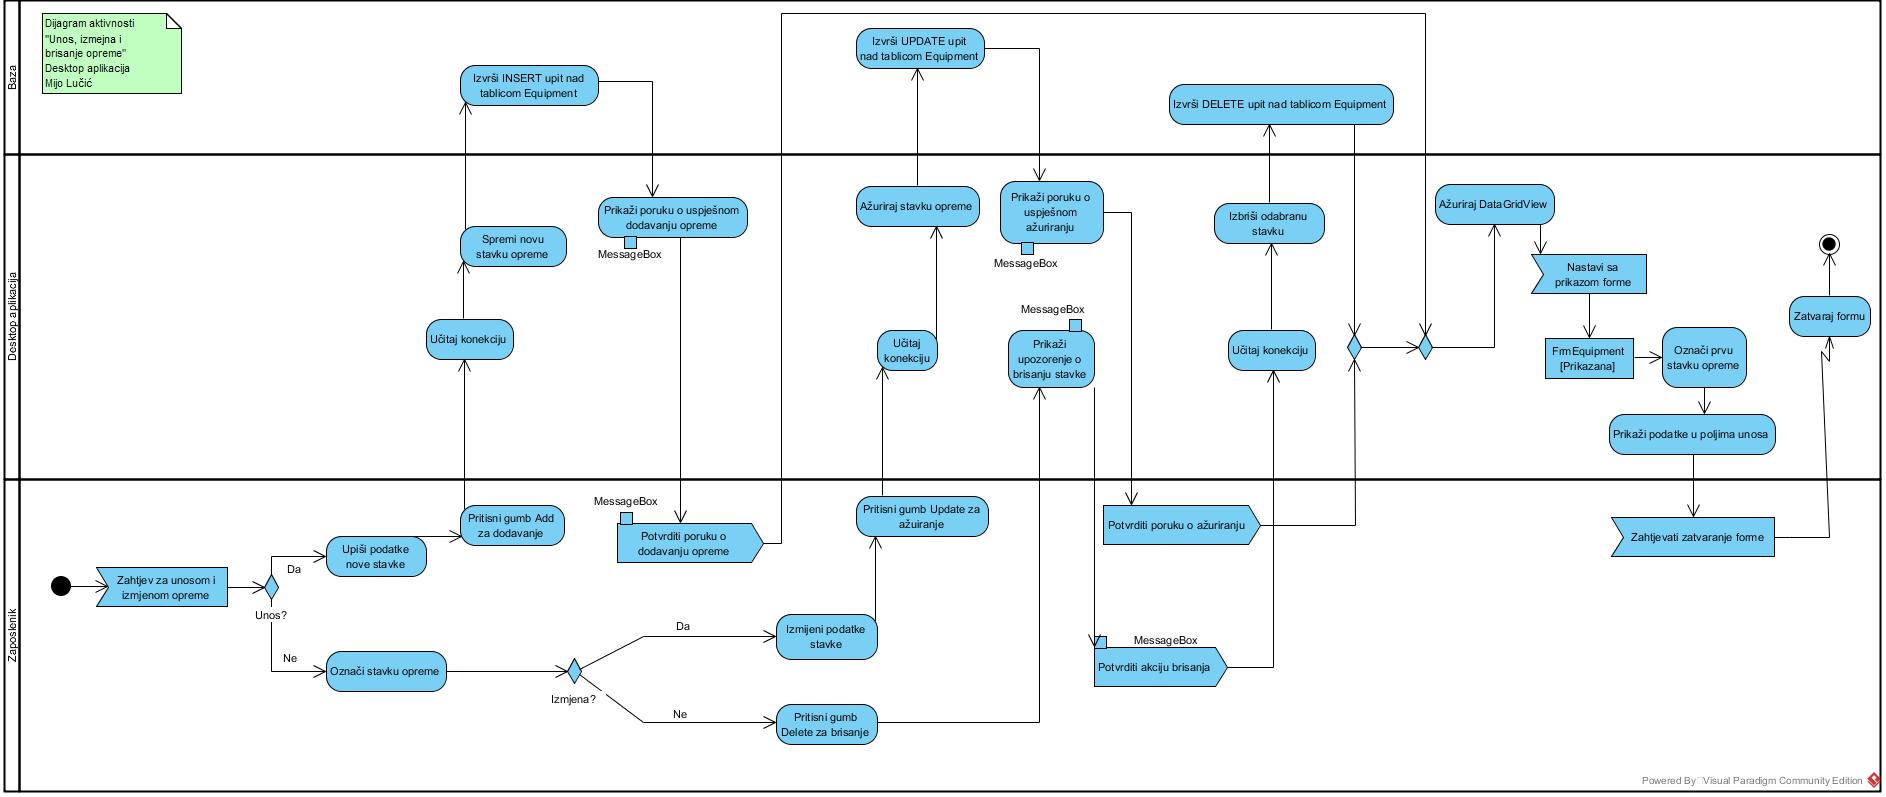 Dijagram aktivnosti
"Unos, izmejna i
brisanje opreme"
Desktop aplikacija
Mijo Lučić
Baza
Izvrši INSERT upit nad
tablicom Equipment
Izvrši UPDATE upit
nad tablicom Equipment
Izvrši DELETE upit nad tablicom Equipment
Desktop aplikacija
Prikaži poruku o uspješnom
dodavanju opreme
MessageBox
Spremi novu
stavku opreme
Učitaj konekciju
Ažuriraj stavku opreme
Prikaži poruku o
uspješnom
ažuriranju
MessageBox
Učitaj
konekciju
MessageBox
Prikaži
upozorenje o
brisanju stavke
Izbriši odabranu
stavku
Učitaj konekciju
Ažuriraj DataGridView
Nastavi sa
prikazom forme
FrmEquipment
[Prikazana]
Označi prvu
stavku opreme
Prikaži podatke u poljima unosa
Zatvaraj formu
Zaposlenik
Zahtjev za unosom i
izmjenom opreme
Unos?
Da
Ne
Upiši podatke
nove stavke
Pritisni gumb Add
za dodavanje
Označi stavku opreme
MessageBox
Potvrditi poruku o
dodavanju opreme
Izmjena?
Da
Ne
Izmijeni podatke
stavke
Pritisni gumb Update za
ažuiranje
Pritisni gumb
Delete za brisanje
Potvrditi poruku o ažuriranju
MessageBox
Potvrditi akciju brisanja
Zahtjevati zatvaranje forme
Powered By Visual Paradigm Community Edition